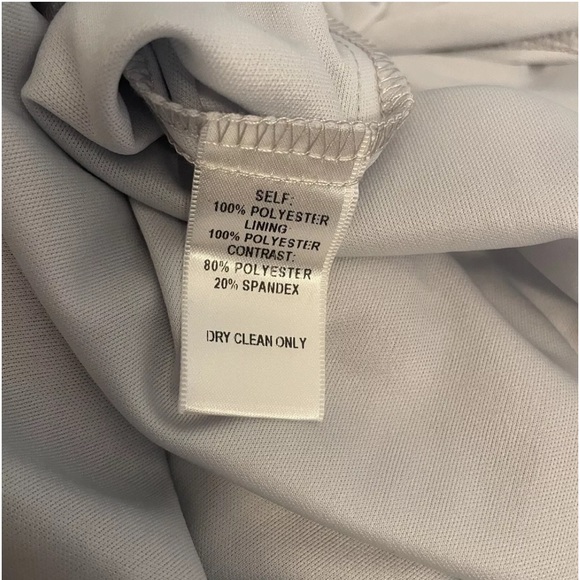 SELF:
100% POLYESTER
LINING
100% POLYESTER
CONTRAST:
80% POLYESTER
20% SPANDEX
DRY CLEAN ONLY